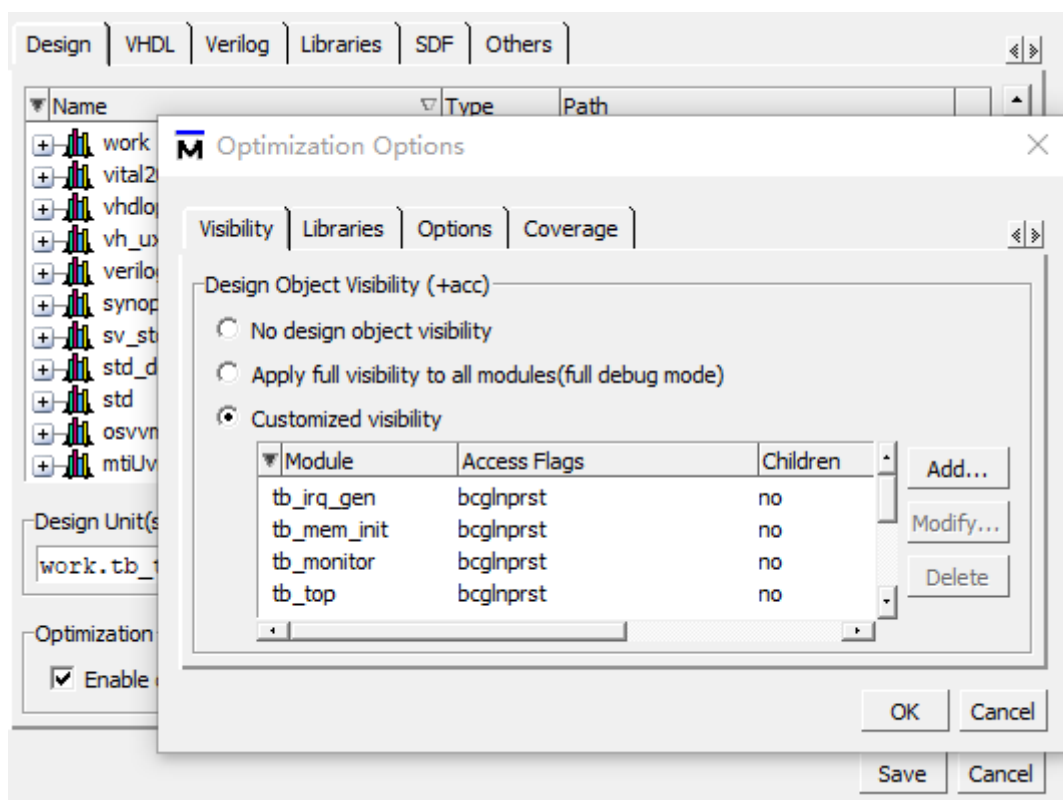 Design VHDL Verilog Libraries SDF Others
Name Type Path
work
Optimization Options
Visibility Libraries Options Coverage
Design Object Visibility (+acc)
No design object visibility
Apply full visibility to all modules(full debug mode)
std
Customized visibility
Module Access Flags Children
Add...
tb_irq_gen bcglnprst no
Design Unit(s
tb_mem_init bcglnprst no
Modify...
tb_monitor bcglnprst no
work.tb_t
Delete
tb_top bcglnprst no
Optimization
Enable
OK Cancel
Save Cancel